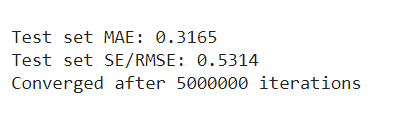 Test set MAE: 0.3165
Test set SE/RMSE: 0.5314
Converged after 5000000 iterations